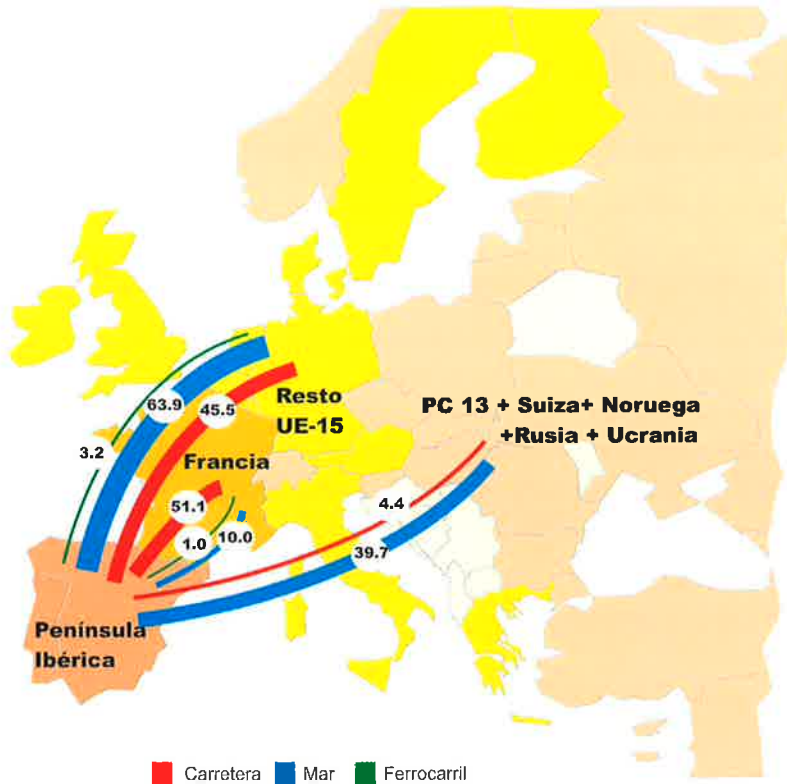 63.9
45.5
Resto
UE-15
PC 13 + Suiza+ Noruega
+Rusia + Ucrania
3.2
Francia
51.1
1.0
10.0
4.4
39.7
Península
Ibérica
Carretera Mar Ferrocarril